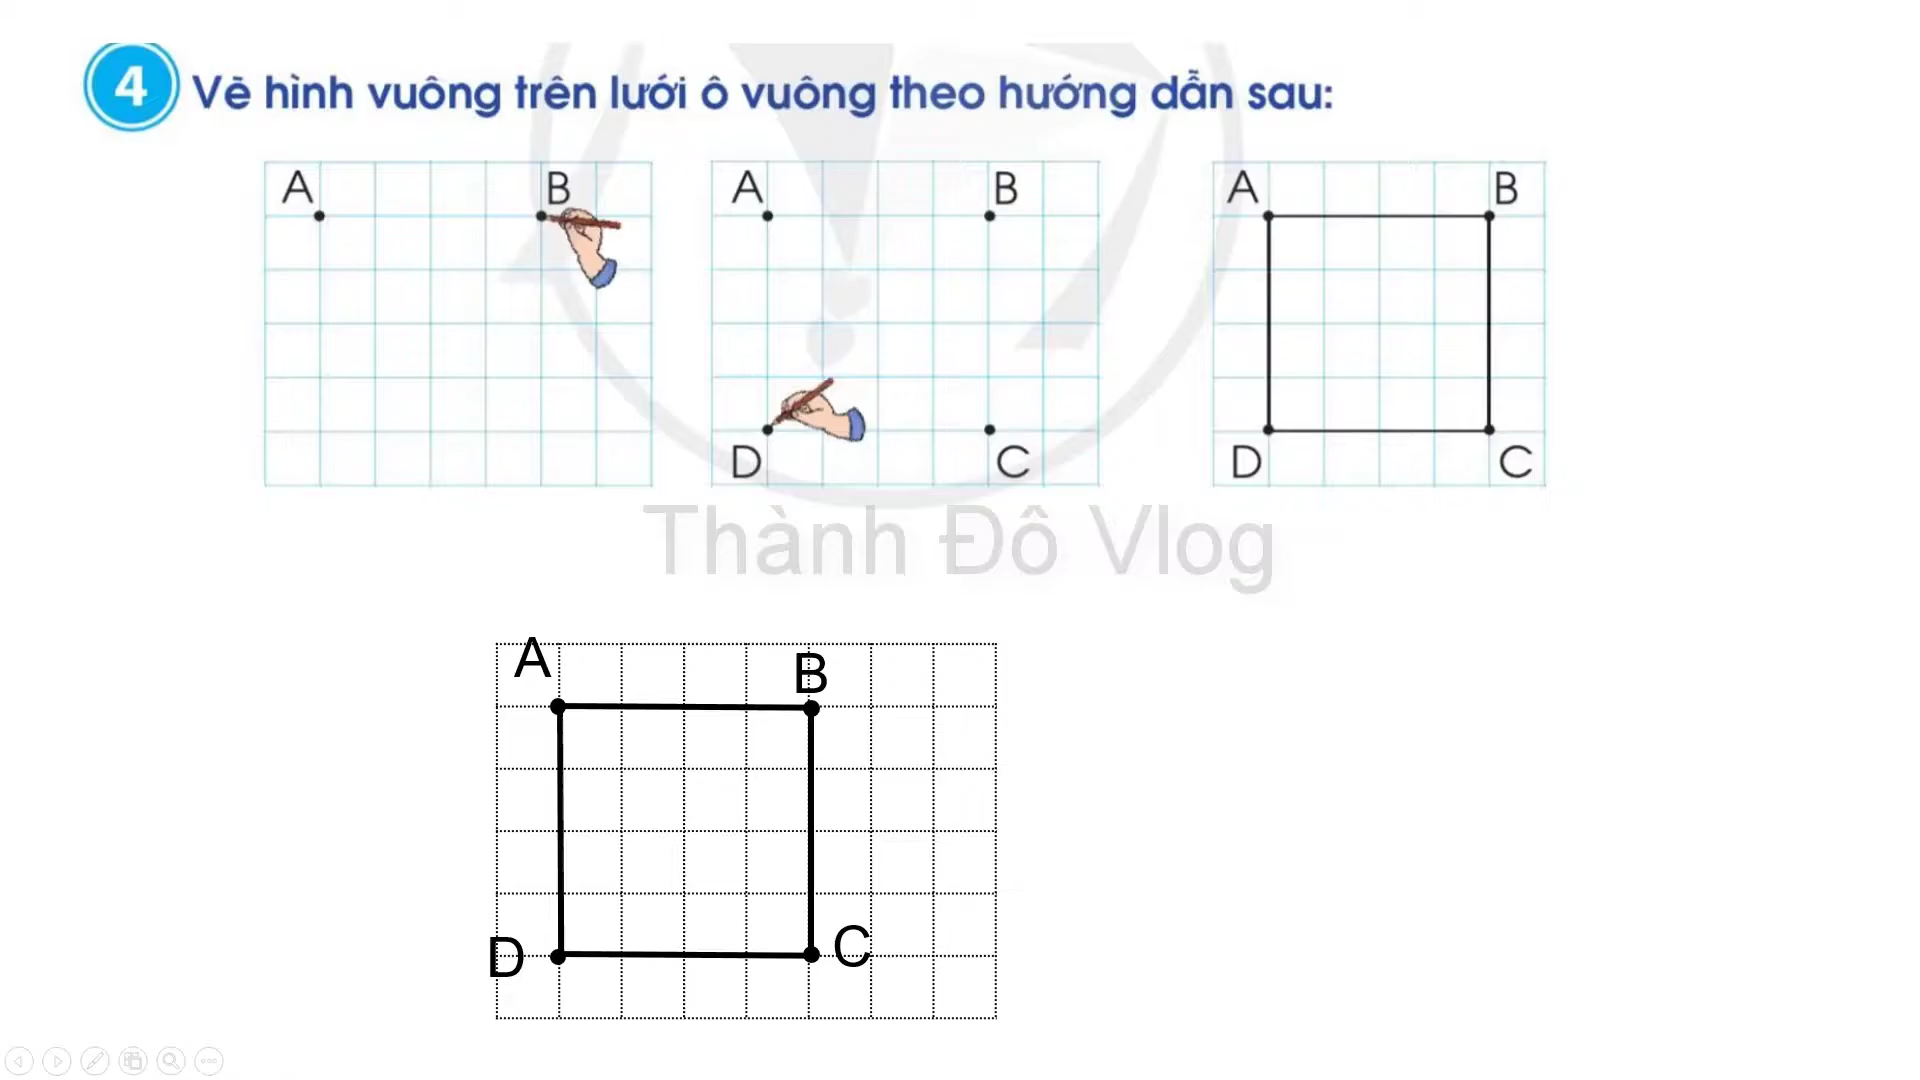 4 Vẽ hình vuông trên lưới ô vuông theo hướng dẫn sau:
A B A B A B
D C D C
Thành Đô Vlog
A B
D C